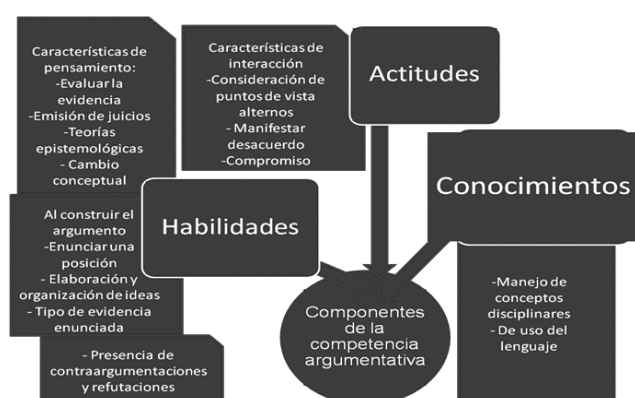 Características de
pensamiento:
-Evaluar la
evidencia
-Emisión de juicios
- Teorías
epistemológicas
- Cambio
conceptual
Características de
interacción
-Consideración de
puntos de vista
alternos
- Manifestar
desacuerdo
-Compromiso
Actitudes
Conocimientos
Habilidades
Al construir el
argumento
- Enunciar una
posición
- Elaboración y
organización de ideas
- Tipo de evidencia
enunciada
- Presencia de
contraargumentaciones
y refutaciones
Componentes
de la
competencia
argumentativa
-Manejo de
conceptos
disciplinares
- De uso del
lenguaje